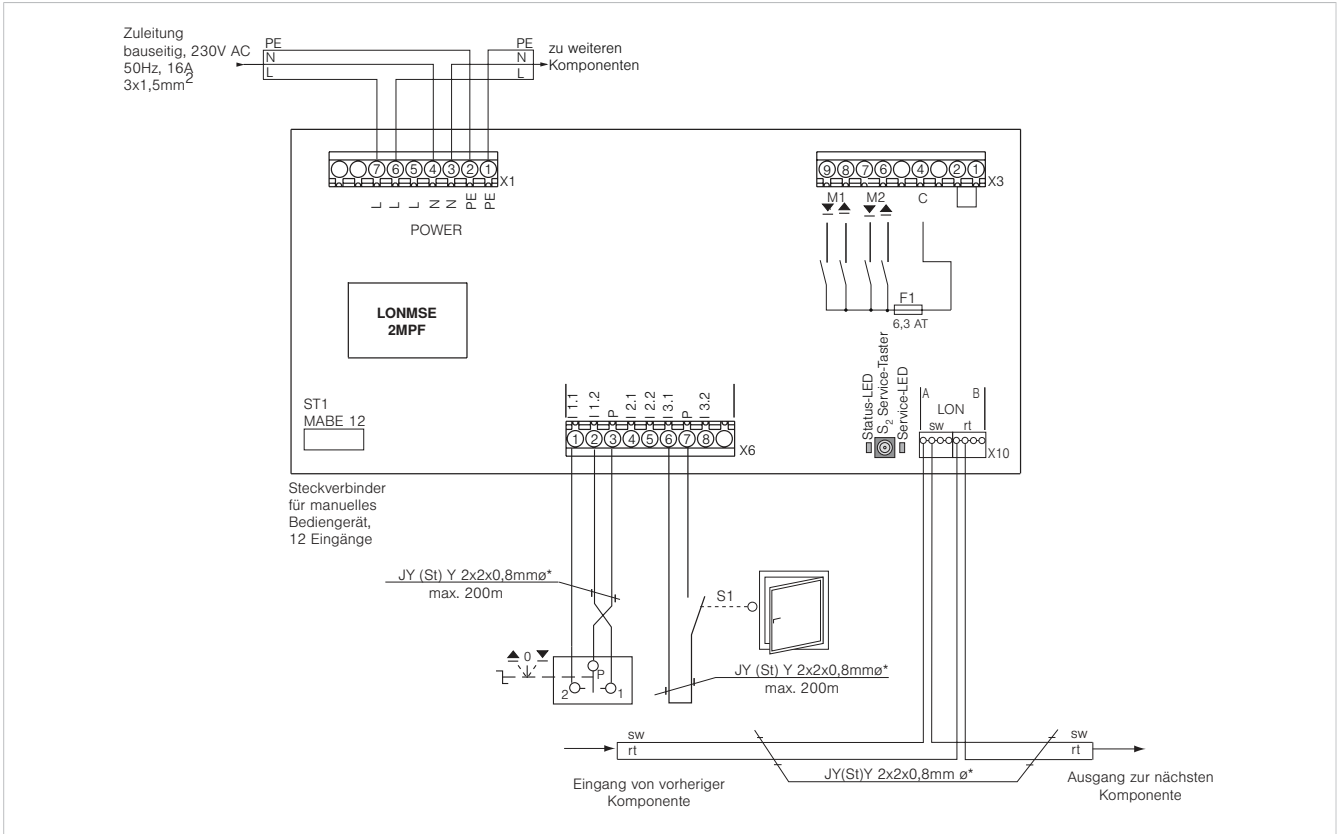 Zuleitung
bauseitig, 230V AC
50Hz, 16A
3x1,5mm2
PE
N
L
PE
N
L
zu weiteren
Komponenten
7 6 5 4 3 2 1
X1
L L L N N PE PE
POWER
9 8 7 6 4 2 1
X3
M1 M2 C
F1
6,3 AT
LONMSE
2MPF
ST1
MABE 12
I 1.1 I 1.2 P I 2.1 I 2.2 I 3.1 P I 3.2
1 2 3 4 5 6 7 8
X6
Status-LED
S2 Service-Taster
Service-LED
A B
LON
sw rt
X10
Steckverbinder
für manuelles
Bediengerät,
12 Eingänge
JY (St) Y 2x2x0,8mmø*
max. 200m
S1
0
P
2 1
JY (St) Y 2x2x0,8mmø*
max. 200m
sw
rt
sw
rt
JY(St)Y 2x2x0,8mm ø*
Eingang von vorheriger
Komponente
Ausgang zur nächsten
Komponente